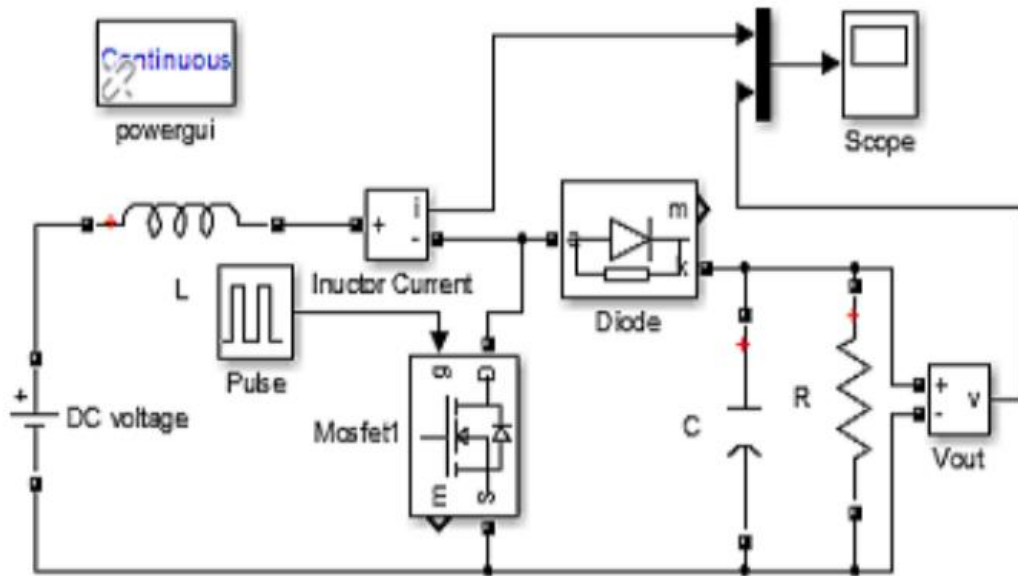 Continuous
powergui
Scope
+
i
-
Inuctor Current
L
m
k
Diode
Pulse
g
D
Mosfet1
m
S
+
DC voltage
C
R
+
-
v
Vout